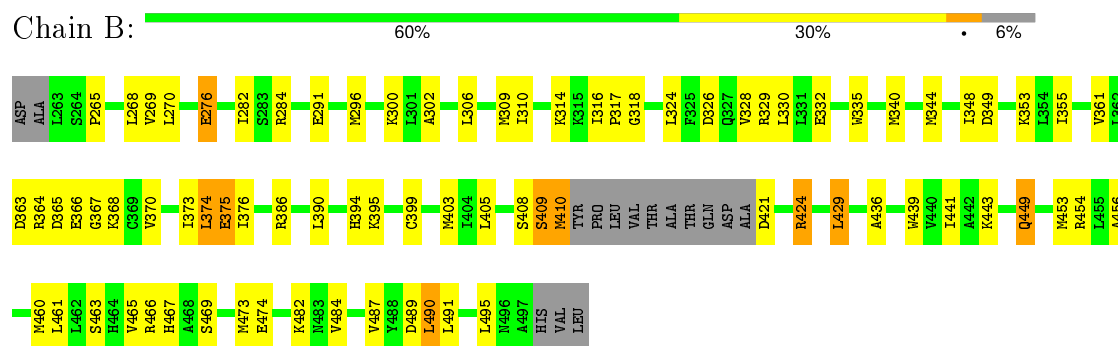 Chain B:
60% 30% • 6%
ASP ALA L263 S264 P265 L268 V269 L270 E276 I282 S283 R284 E291 M296 K300 L301 A302 L306 M309 I310 K314 K315 I316 P317 G318 L324 F325 D326 Q327 V328 R329 L330 L331 E332 W335 M340 M344 I348 D349 K353 L354 I355 V361 L362
D363 R364 D365 E366 G367 K368 C369 V370 I373 L374 E375 I376 R386 L390 H394 K395 C399 M403 I404 L405 S408 S409 M410 TYR PRO LEU VAL THR ALA THR GLN ASP ALA D421 R424 L429 A436 W439 V440 I441 A442 K443 Q449 M453 R454 L455 A456
M460 L461 L462 S463 H464 V465 R466 H467 A468 S469 M473 E474 K482 N483 V484 V487 Y488 D489 L490 L491 L495 N496 A497 HIS VAL LEU